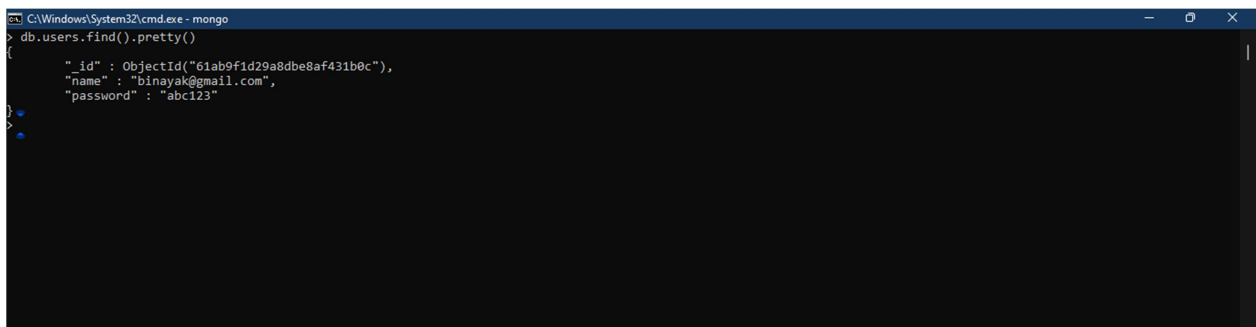 C:\Windows\System32\cmd.exe - mongo
> db.users.find().pretty()
{
        "_id" : ObjectId("61ab9f1d29a8dbe8af431b0c"),
        "name" : "binayak@gmail.com",
        "password" : "abc123"
}
>